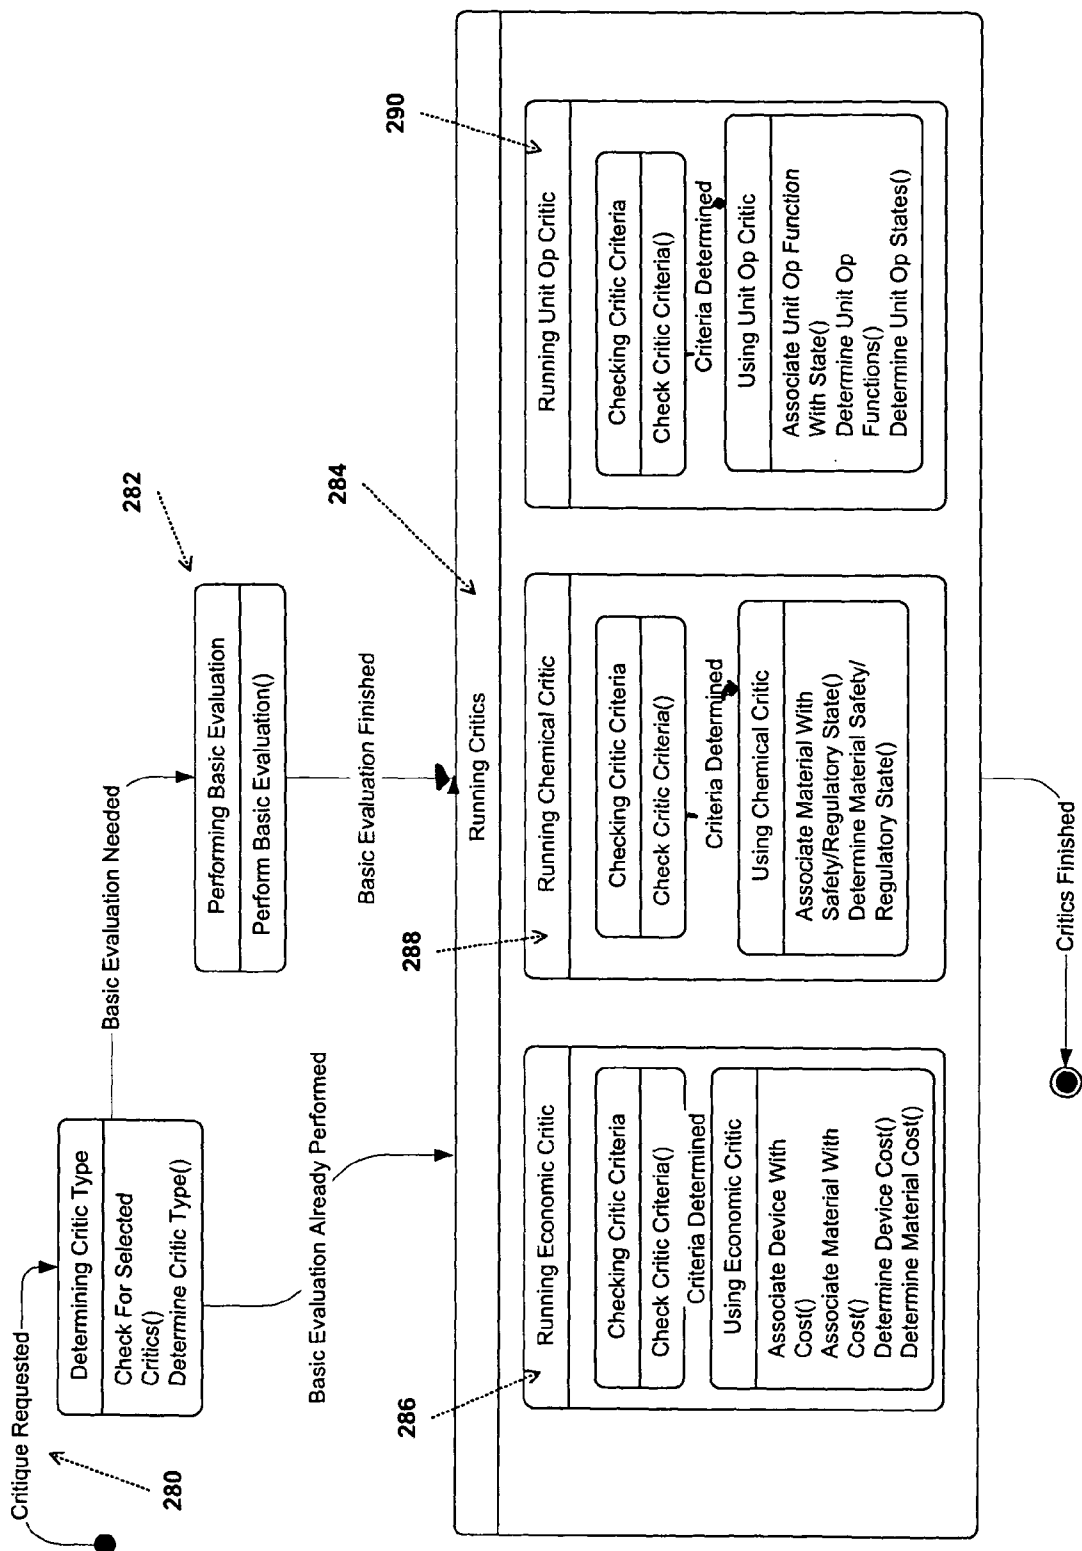 Critique Requested
280
Determining Critic Type
Check For Selected
Critics()
Determine Critic Type()
Basic Evaluation Needed
282
Performing Basic Evaluation
Perform Basic Evaluation()
Basic Evaluation Already Performed
Basic Evaluation Finished
284
Running Critics
286
Running Economic Critic
Checking Critic Criteria
Check Critic Criteria()
Criteria Determined
Using Economic Critic
Associate Device With
Cost()
Associate Material With
Cost()
Determine Device Cost()
Determine Material Cost()
288
Running Chemical Critic
Checking Critic Criteria
Check Critic Criteria()
Criteria Determined
Using Chemical Critic
Associate Material With
Safety/Regulatory State()
Determine Material Safety/
Regulatory State()
290
Running Unit Op Critic
Checking Critic Criteria
Check Critic Criteria()
Criteria Determined
Using Unit Op Critic
Associate Unit Op Function
With State()
Determine Unit Op
Functions()
Determine Unit Op States()
Critics Finished